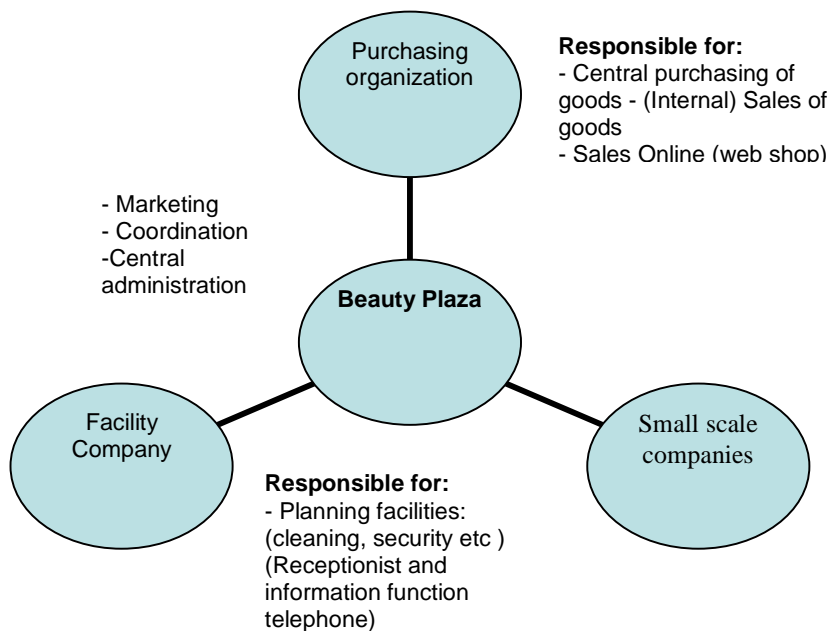 Purchasing
organization
Responsible for:
- Central purchasing of
goods - (Internal) Sales of
goods
- Sales Online (web shop)
- Marketing
- Coordination
-Central
administration
Beauty Plaza
Facility
Company
Small scale
companies
Responsible for:
- Planning facilities:
(cleaning, security etc )
(Receptionist and
information function
telephone)